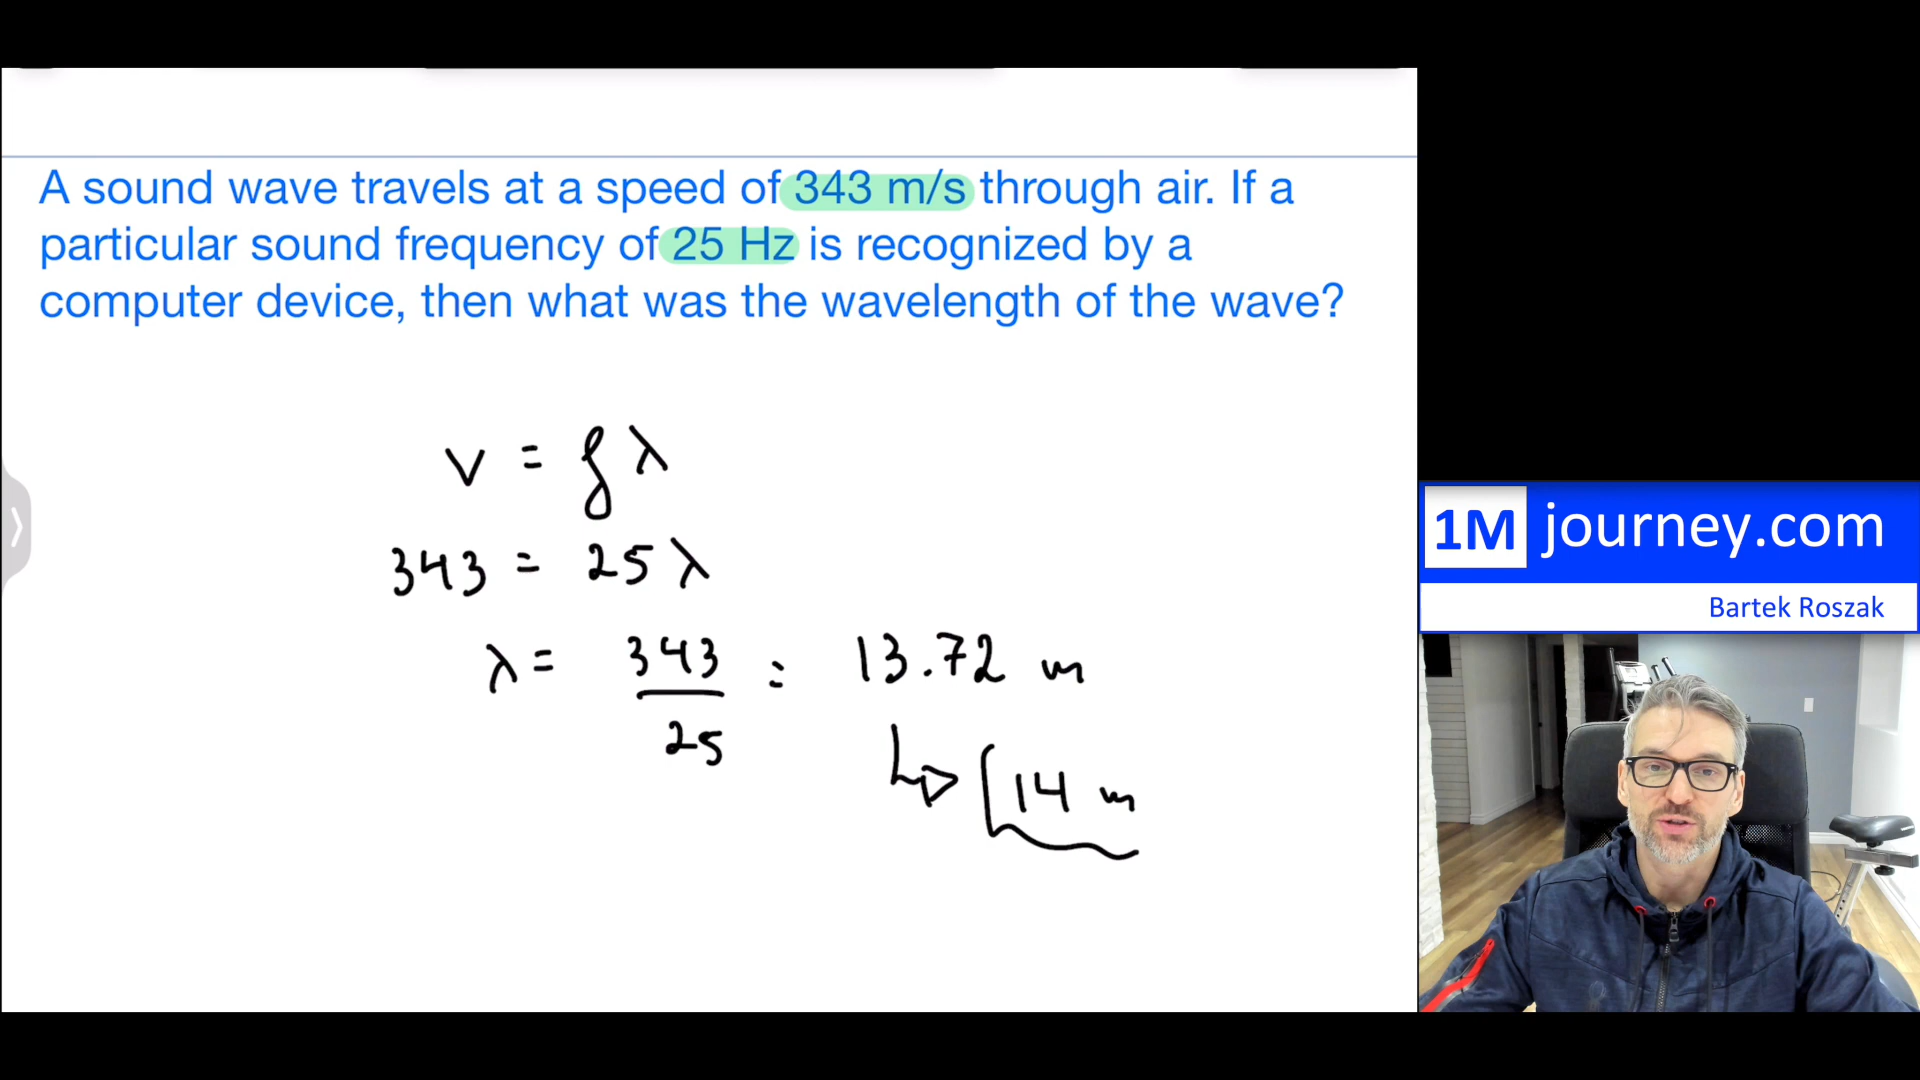 A sound wave travels at a speed of 343 m/s through air. If a
particular sound frequency of 25 Hz is recognized by a
computer device, then what was the wavelength of the wave?
v = f λ
343 = 25 λ
λ = 343 / 25 = 13.72 m
↳ 14 m
1M journey.com
Bartek Roszak